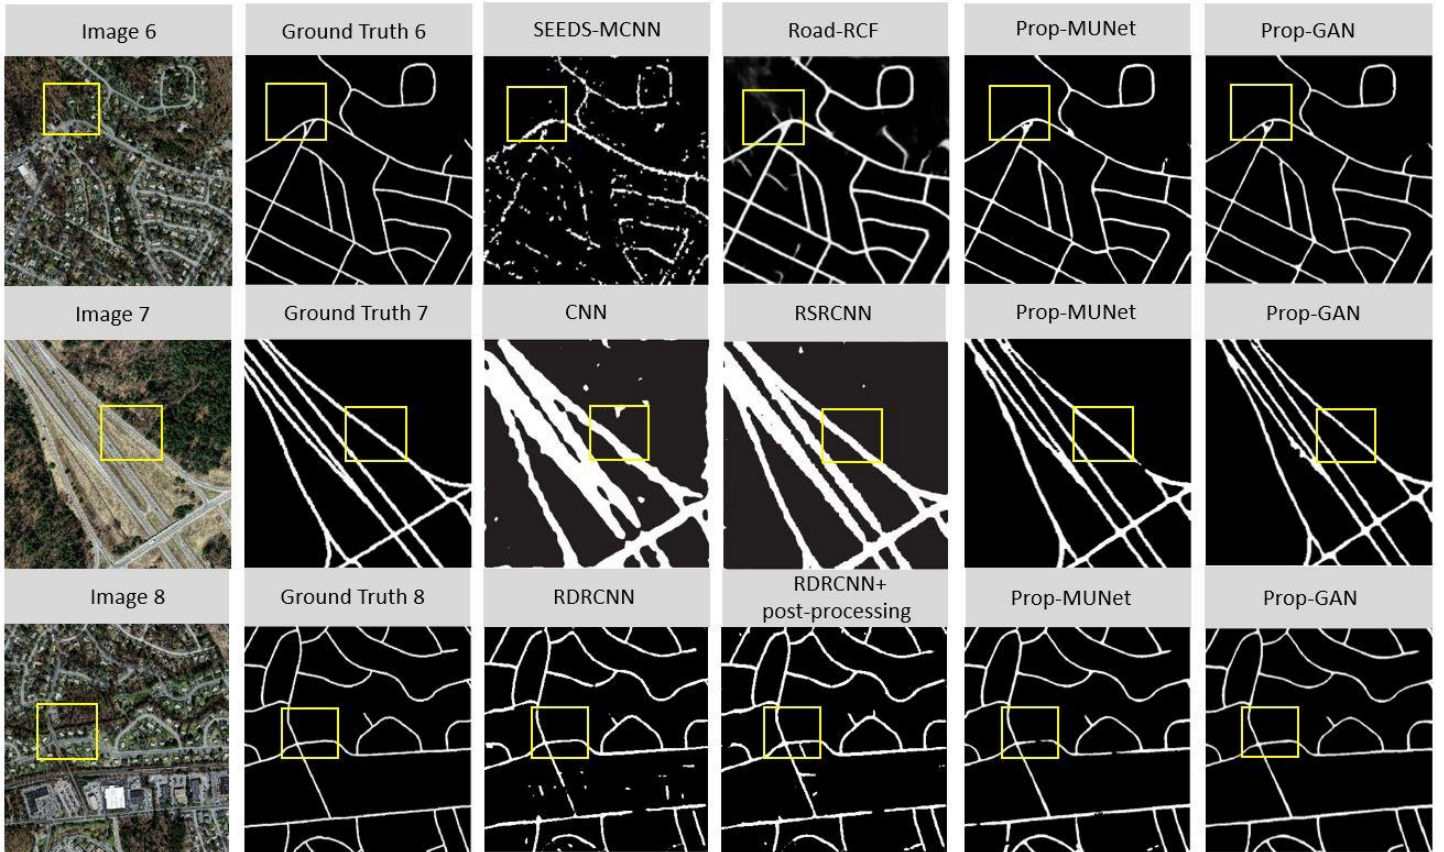 Image 6
Ground Truth 6
SEEDS-MCNN
Road-RCF
Prop-MUNet
Prop-GAN
Image 7
Ground Truth 7
CNN
RSRCNN
Prop-MUNet
Prop-GAN
Image 8
Ground Truth 8
RDRCNN
RDRCNN+
post-processing
Prop-MUNet
Prop-GAN